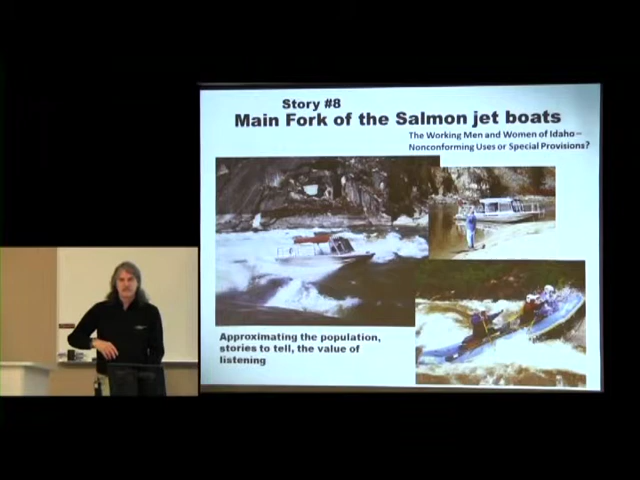 Story #8
Main Fork of the Salmon jet boats
The Working Men and Women of Idaho–
Nonconforming Uses or Special Provisions?
Approximating the population,
stories to tell, the value of
listening